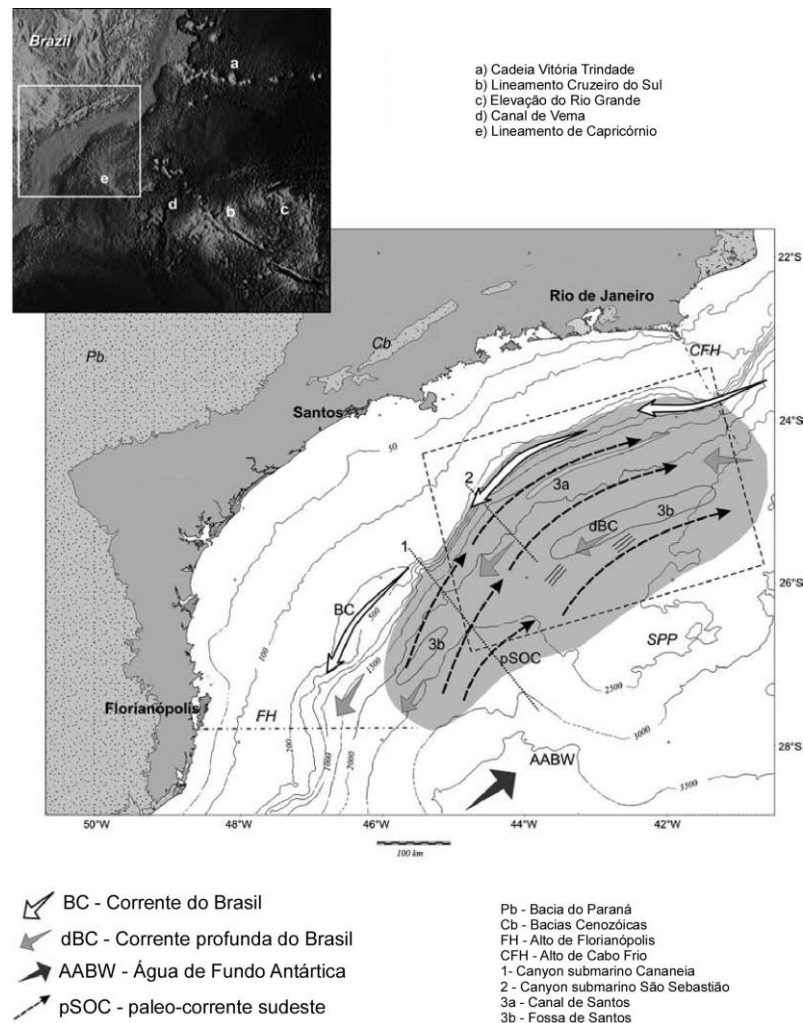 Brazil
a
e
d
b
c
a) Cadeia Vitória Trindade
b) Lineamento Cruzeiro do Sul
c) Elevação do Rio Grande
d) Canal de Vema
e) Lineamento de Capricórnio
22°S
Rio de Janeiro
Cb
Pb
CFH
Santos
24°S
50
2
3a
3b
dBC
1
26°S
BC
500
100
3b
SPP
1500
pSOC
2500
Florianópolis
FH
3000
200
1000
2000
AABW
28°S
3500
50°W
48°W
46°W
44°W
42°W
100 km
BC - Corrente do Brasil
dBC - Corrente profunda do Brasil
AABW - Água de Fundo Antártica
pSOC - paleo-corrente sudeste
Pb - Bacia do Paraná
Cb - Bacias Cenozóicas
FH - Alto de Florianópolis
CFH - Alto de Cabo Frio
1- Canyon submarino Cananeia
2 - Canyon submarino São Sebastião
3a - Canal de Santos
3b - Fossa de Santos